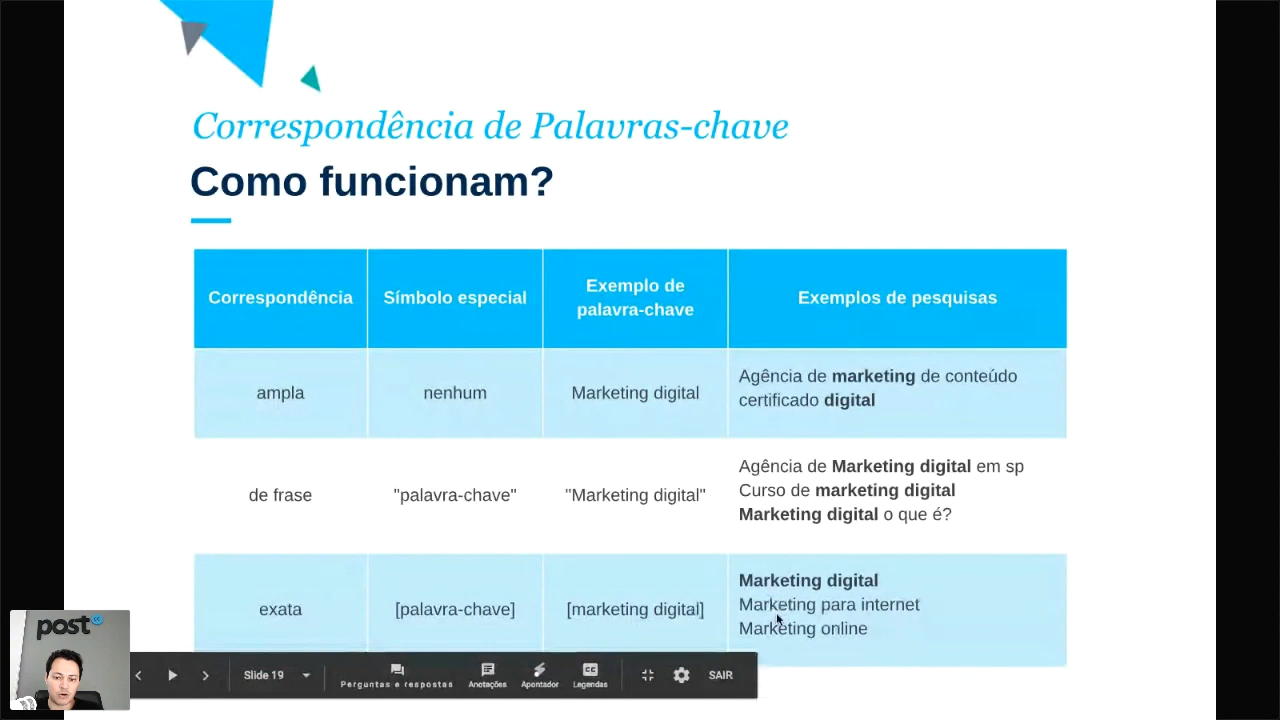 Correspondência de Palavras-chave
Como funcionam?
Correspondência
Símbolo especial
Exemplo de
palavra-chave
Exemplos de pesquisas
ampla
nenhum
Marketing digital
Agência de marketing de conteúdo
certificado digital
de frase
"palavra-chave"
"Marketing digital"
Agência de Marketing digital em sp
Curso de marketing digital
Marketing digital o que é?
exata
[palavra-chave]
[marketing digital]
Marketing digital
Marketing para internet
Marketing online
post
Slide 19
Perguntas e respostas
Anotações
Apontador
CC
Legendas
SAIR